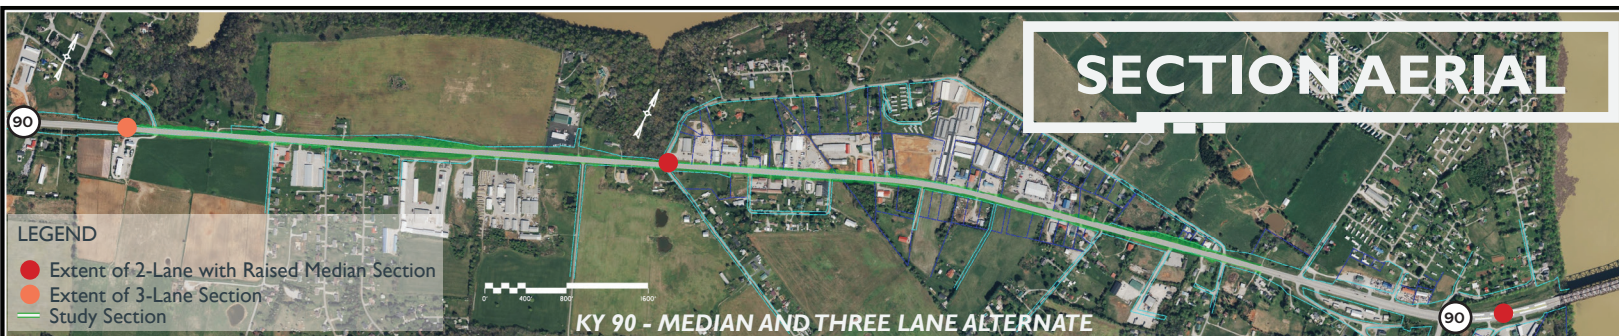 SECTION AERIAL
90
LEGEND
Extent of 2-Lane with Raised Median Section
Extent of 3-Lane Section
Study Section
0' 400' 800' 1600'
KY 90 - MEDIAN AND THREE LANE ALTERNATE
90